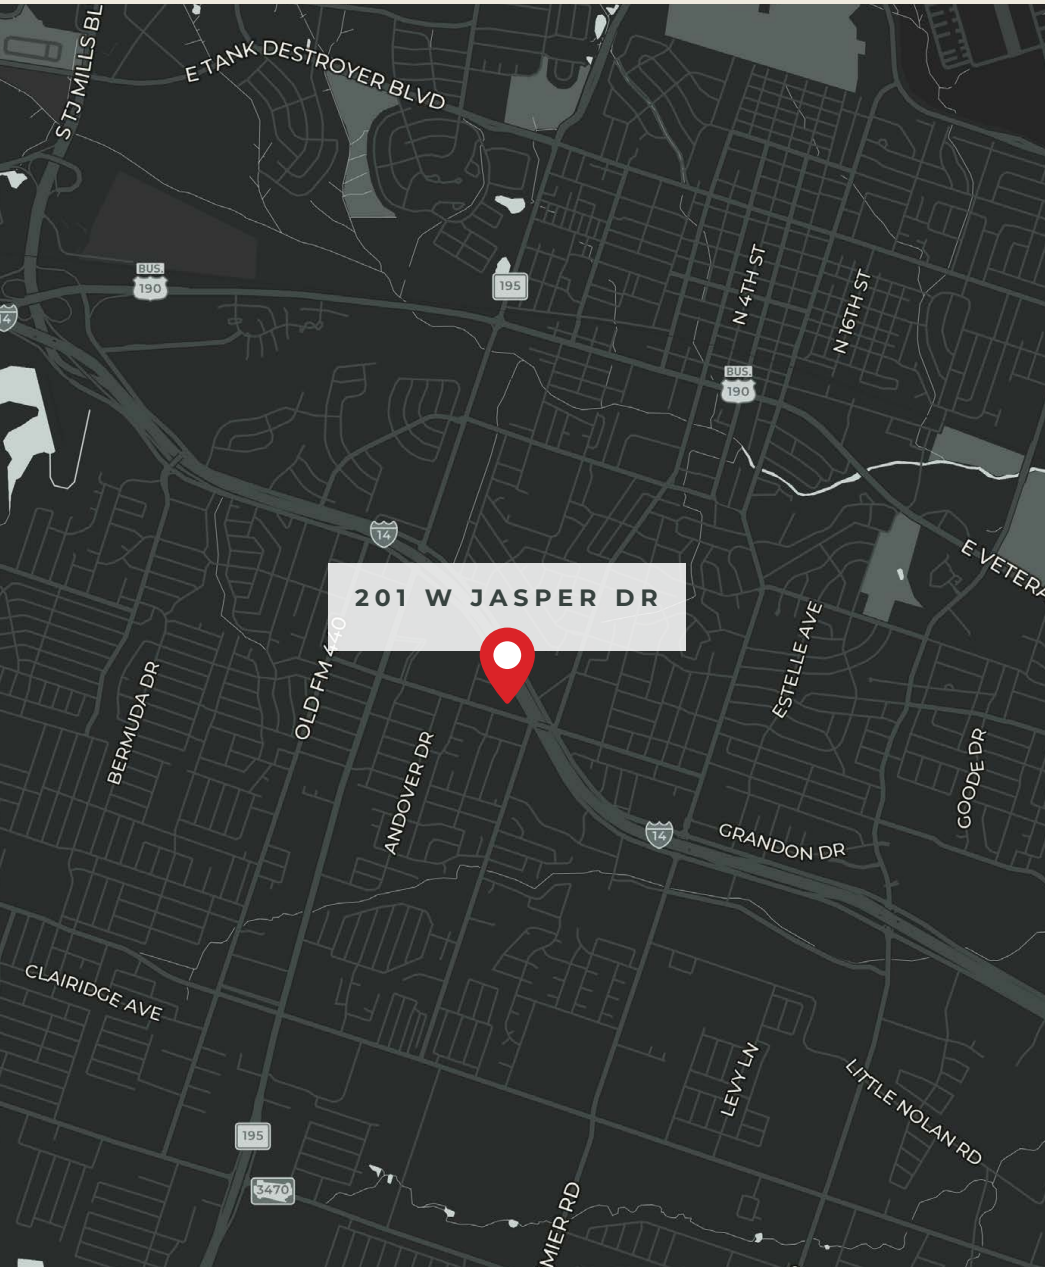 S TJ MILLS BL
E TANK DESTROYER BLVD
BUS.
190
195
N 4TH ST
N 16TH ST
14
BUS.
190
14
E VETERA
201 W JASPER DR
OLD FM 440
ESTELLE AVE
BERMUDA DR
ANDOVER DR
GOODE DR
14
GRANDON DR
CLAIRIDGE AVE
LEVY LN
LITTLE NOLAN RD
195
3470
MIER RD